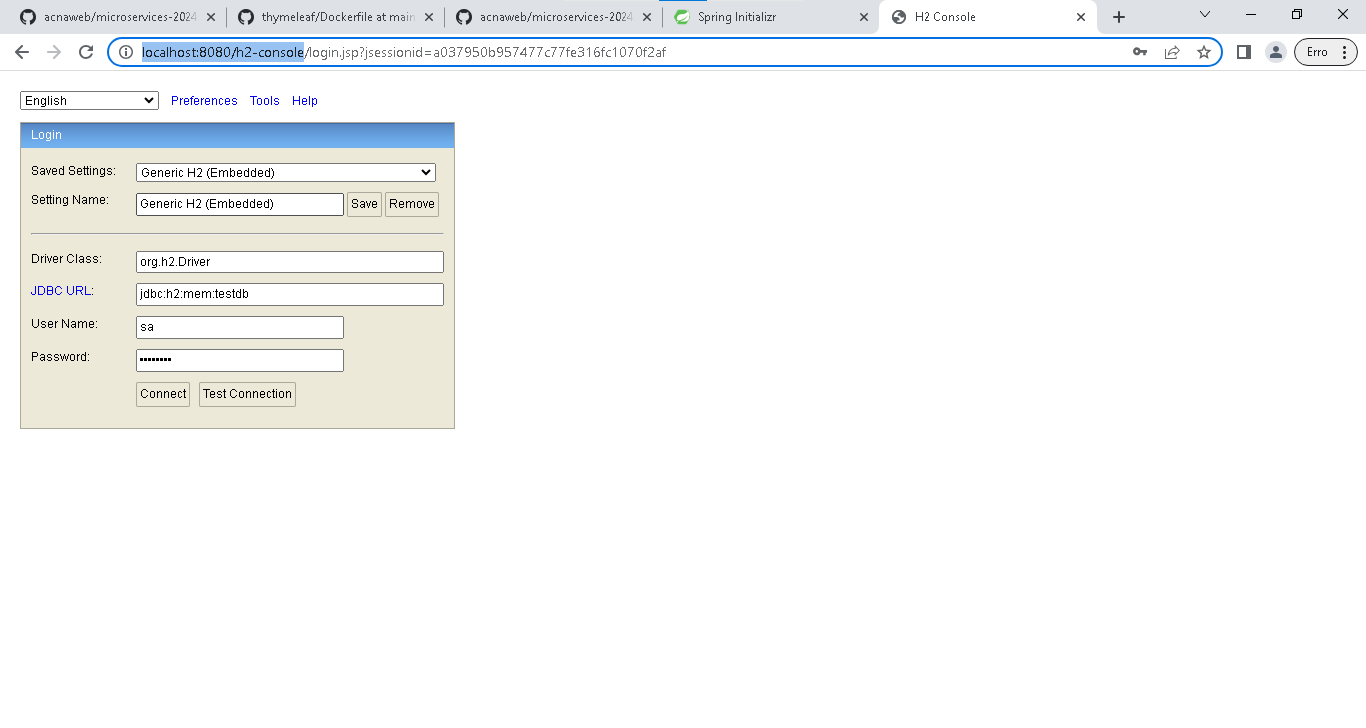 acnaweb/microservices-2024
thymeleaf/Dockerfile at main
acnaweb/microservices-2024
Spring Initializr
H2 Console
localhost:8080/h2-console/login.jsp?jsessionid=a037950b957477c77fe316fc1070f2af
Erro
English Preferences Tools Help
Login
Saved Settings: Generic H2 (Embedded)
Setting Name: Generic H2 (Embedded) Save Remove
Driver Class: org.h2.Driver
JDBC URL: jdbc:h2:mem:testdb
User Name: sa
Password: ••••••••
Connect Test Connection